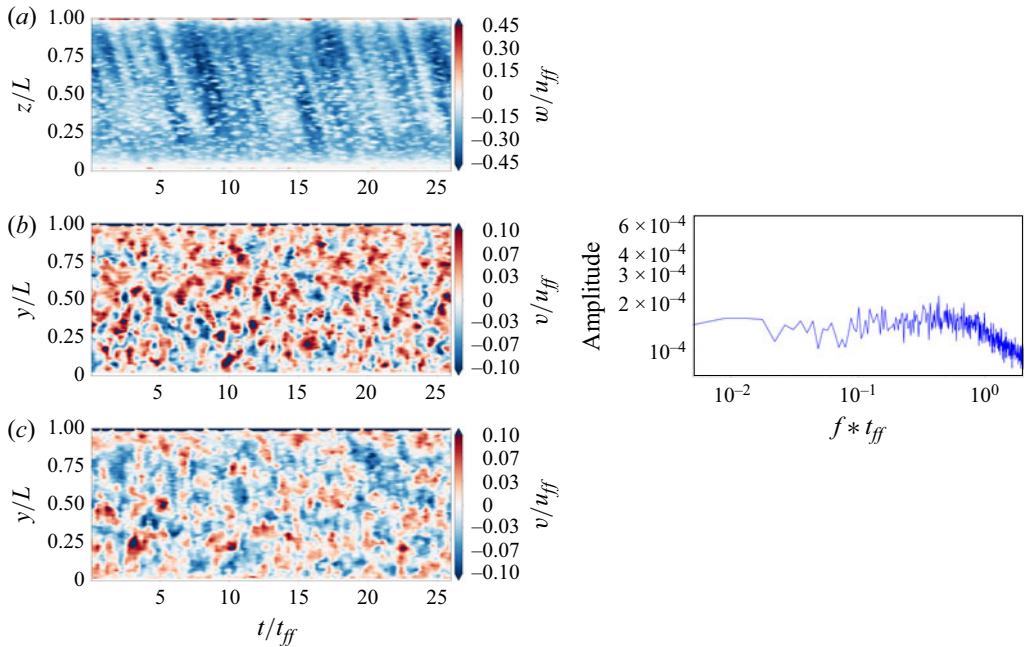 (a)
1.00
0.75
0.50
0.25
0
z/L
5 10 15 20 25
0.45
0.30
0.15
0
–0.15
–0.30
–0.45
w/u_ff
(b)
1.00
0.75
0.50
0.25
0
y/L
5 10 15 20 25
0.10
0.07
0.03
0
–0.03
–0.07
–0.10
v/u_ff
(c)
1.00
0.75
0.50
0.25
0
y/L
5 10 15 20 25
t/t_ff
0.10
0.07
0.03
0
–0.03
–0.07
–0.10
v/u_ff
6 × 10⁻⁴
4 × 10⁻⁴
3 × 10⁻⁴
2 × 10⁻⁴
10⁻⁴
Amplitude
10⁻² 10⁻¹ 10⁰
f * t_ff